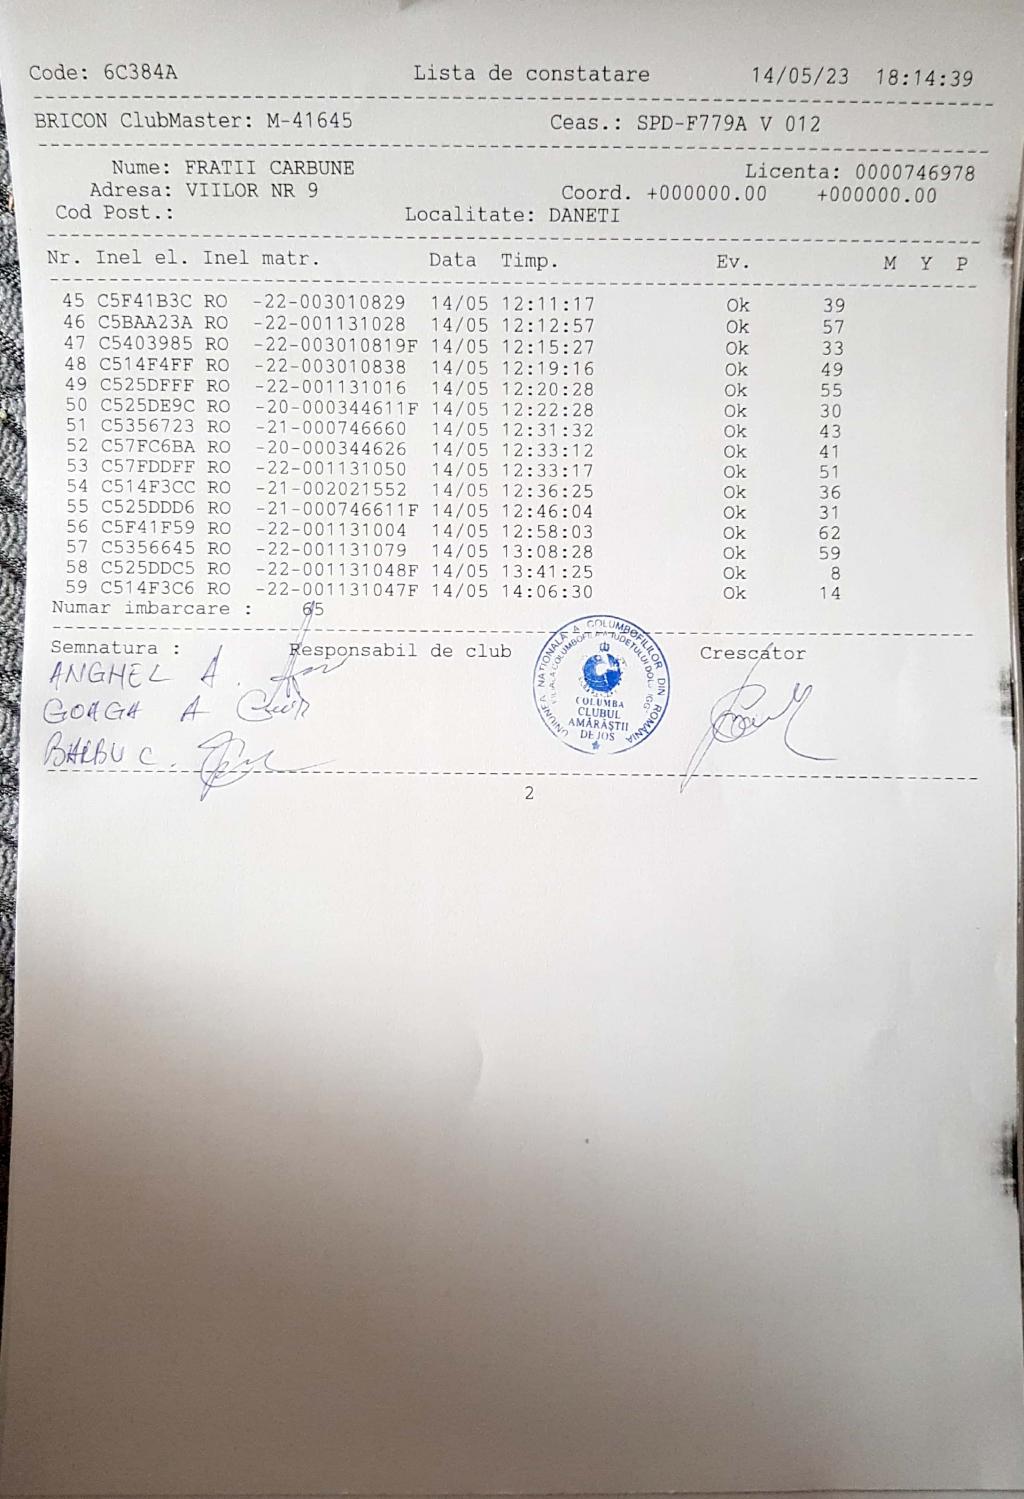 Code: 6C384A Lista de constatare 14/05/23 18:14:39
BRICON ClubMaster: M-41645 Ceas.: SPD-F779A V 012
Nume: FRATII CARBUNE Licenta: 0000746978
Adresa: VIILOR NR 9 Coord. +000000.00 +000000.00
Cod Post.: Localitate: DANETI
Nr. Inel el. Inel matr. Data Timp. Ev. M Y P
45 C5F41B3C RO -22-003010829 14/05 12:11:17 Ok 39
46 C5BAA23A RO -22-001131028 14/05 12:12:57 Ok 57
47 C5403985 RO -22-003010819F 14/05 12:15:27 Ok 33
48 C514F4FF RO -22-003010838 14/05 12:19:16 Ok 49
49 C525DFFF RO -22-001131016 14/05 12:20:28 Ok 55
50 C525DE9C RO -20-000344611F 14/05 12:22:28 Ok 30
51 C5356723 RO -21-000746660 14/05 12:31:32 Ok 43
52 C57FC6BA RO -20-000344626 14/05 12:33:12 Ok 41
53 C57FDDFF RO -22-001131050 14/05 12:33:17 Ok 51
54 C514F3CC RO -21-002021552 14/05 12:36:25 Ok 36
55 C525DDD6 RO -21-000746611F 14/05 12:46:04 Ok 31
56 C5F41F59 RO -22-001131004 14/05 12:58:03 Ok 62
57 C5356645 RO -22-001131079 14/05 13:08:28 Ok 59
58 C525DDC5 RO -22-001131048F 14/05 13:41:25 Ok 8
59 C514F3C6 RO -22-001131047F 14/05 14:06:30 Ok 14
Numar imbarcare : 65
Semnatura : Responsabil de club Crescator
ANGHEL A.
GOAGA A
BALBU C.
UNIUNEA NATIONALA A COLUMBOFILILOR DIN ROMÂNIA
COLUMBA
CLUBUL
AMĂRĂȘTII
DE JOS
2